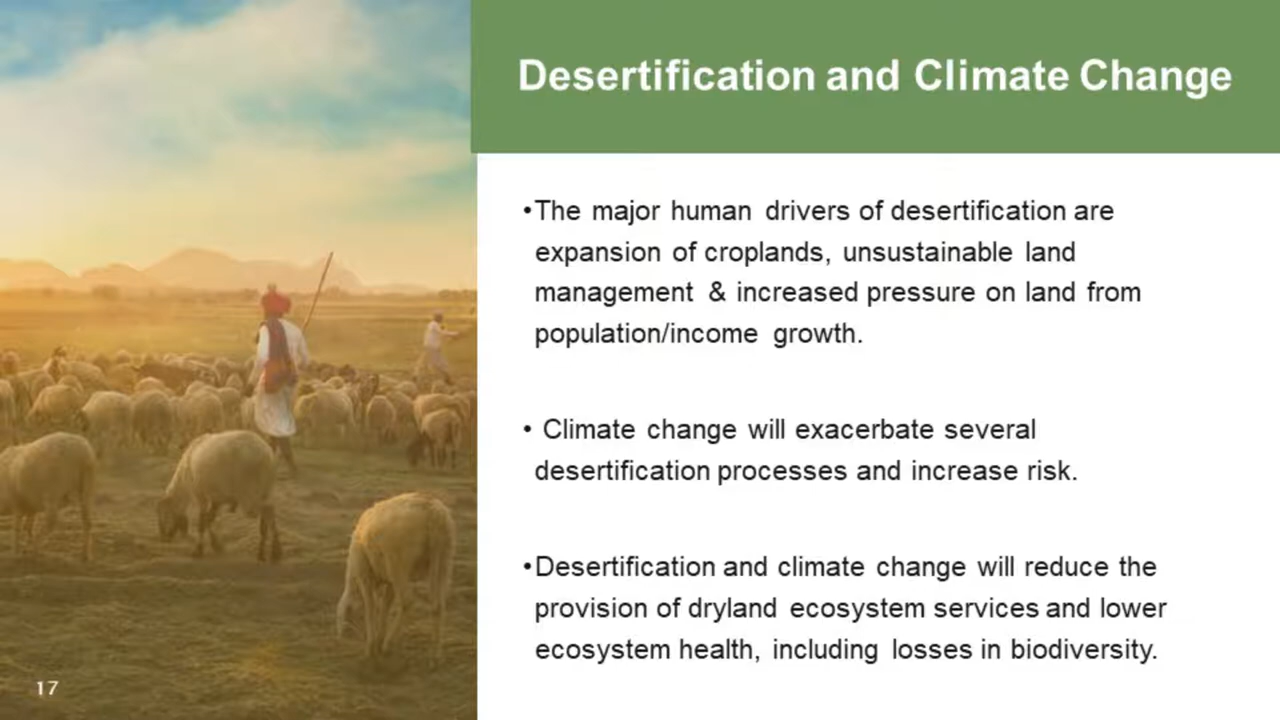 Desertification and Climate Change
•The major human drivers of desertification are
expansion of croplands, unsustainable land
management & increased pressure on land from
population/income growth.
• Climate change will exacerbate several
desertification processes and increase risk.
•Desertification and climate change will reduce the
provision of dryland ecosystem services and lower
ecosystem health, including losses in biodiversity.
17